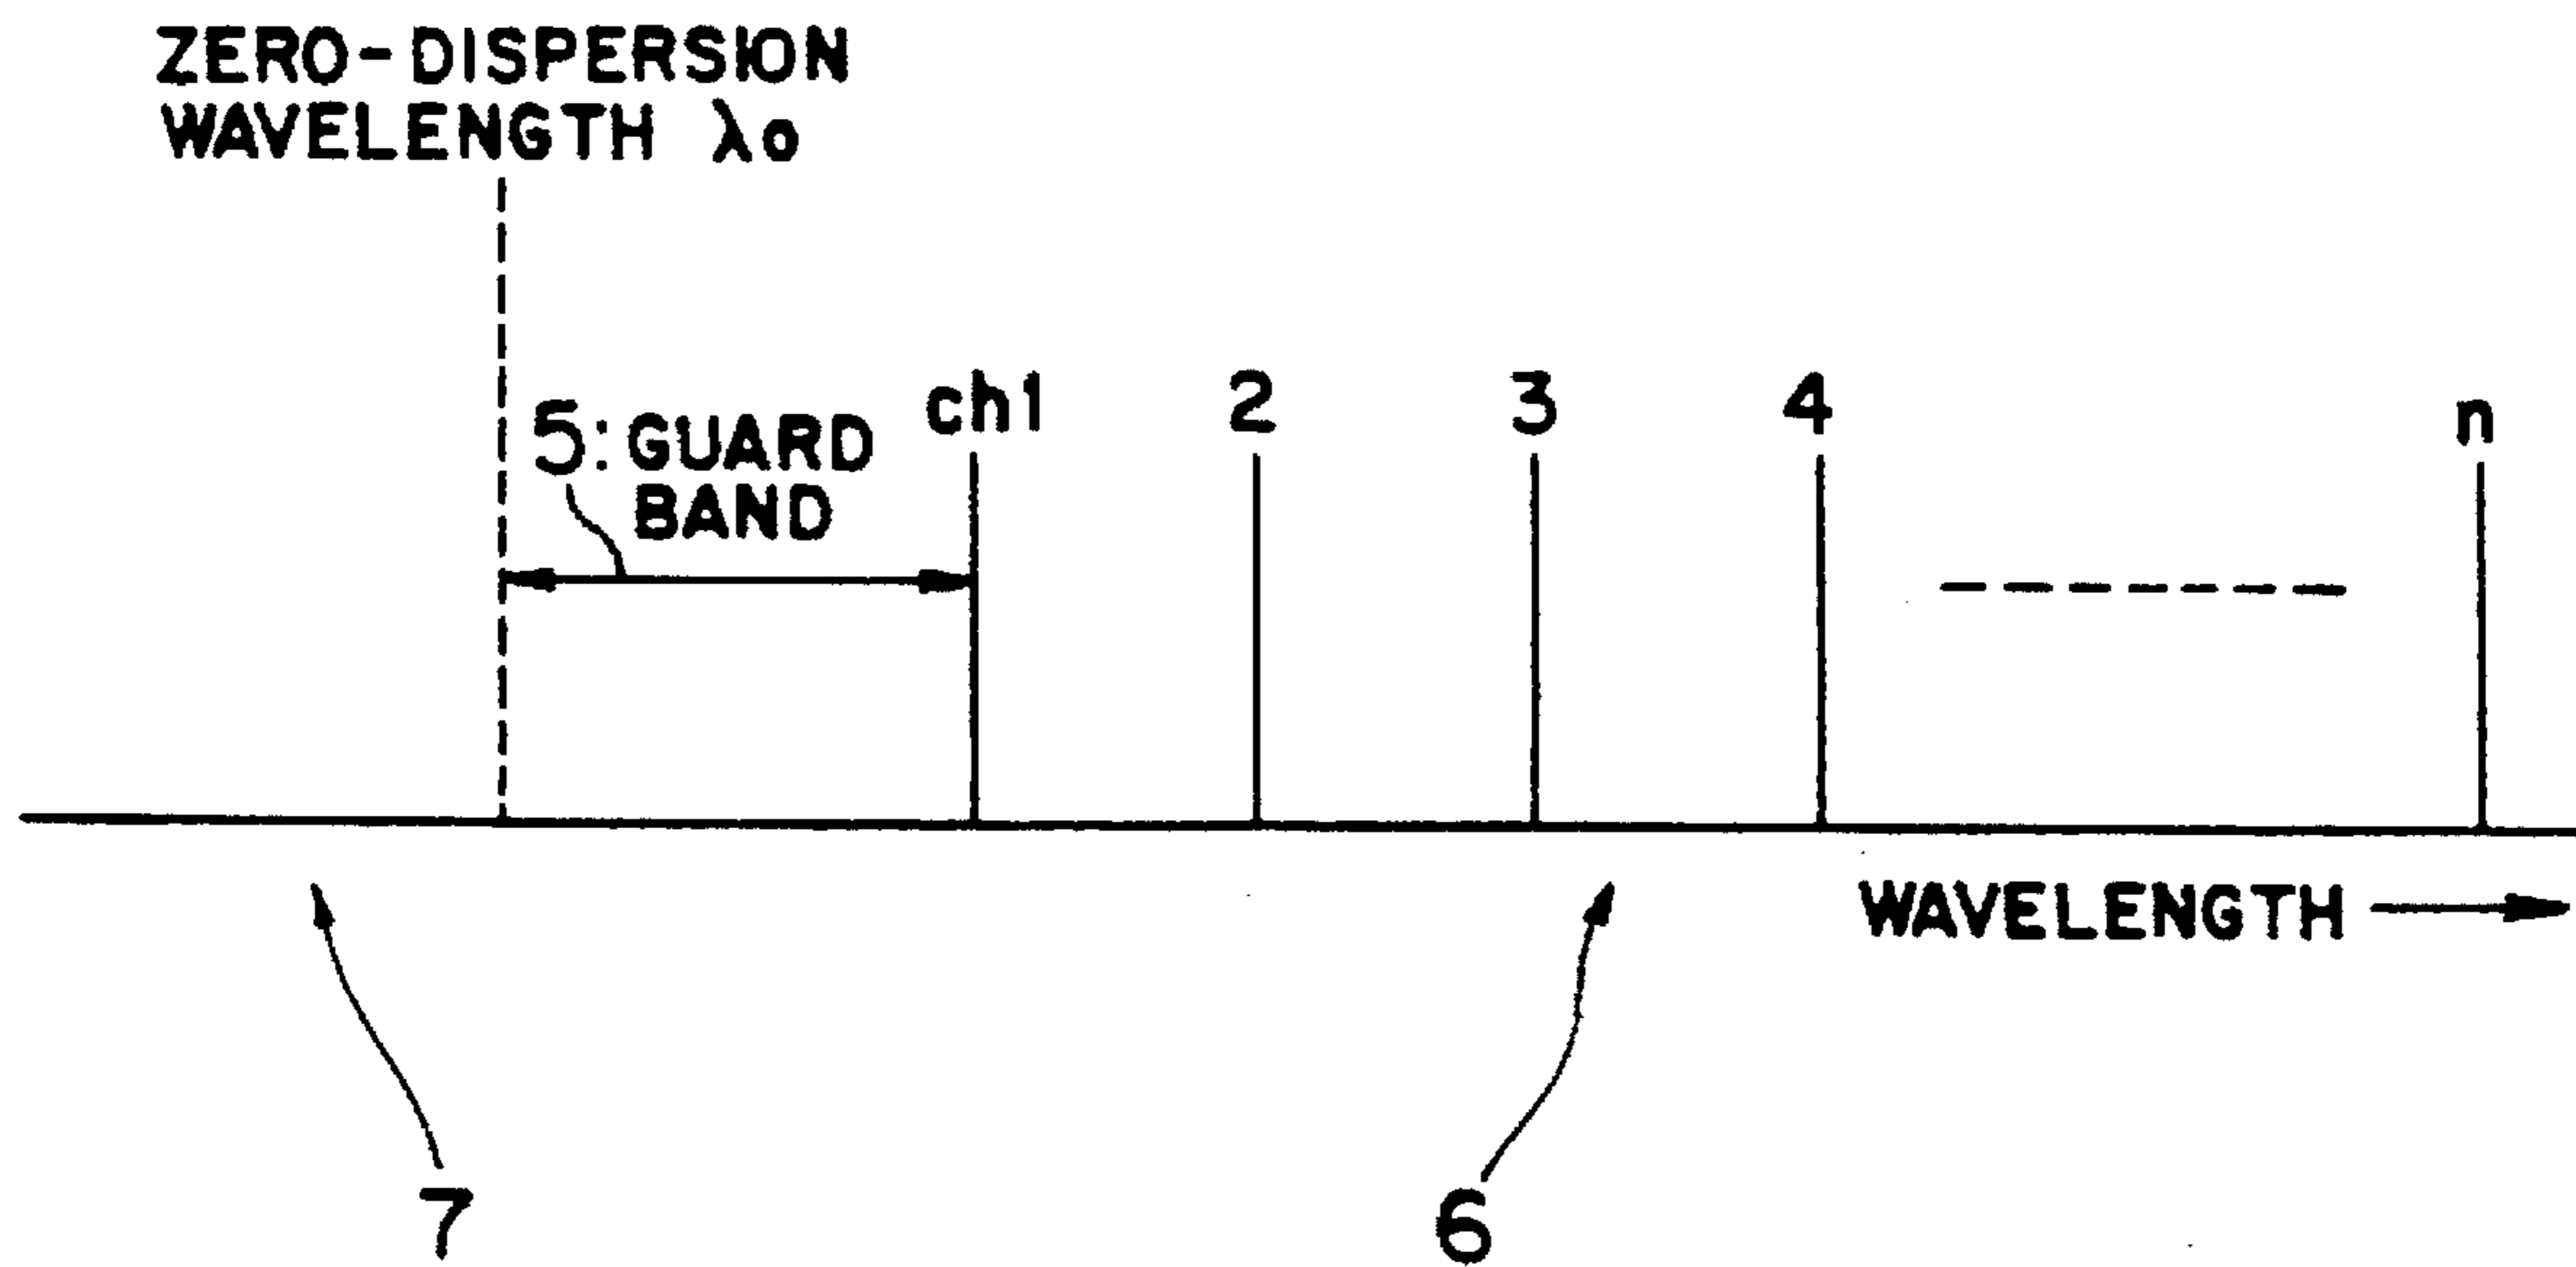 ZERO-DISPERSION
WAVELENGTH λo
5: GUARD
BAND
ch1 2 3 4 n
WAVELENGTH
7
6